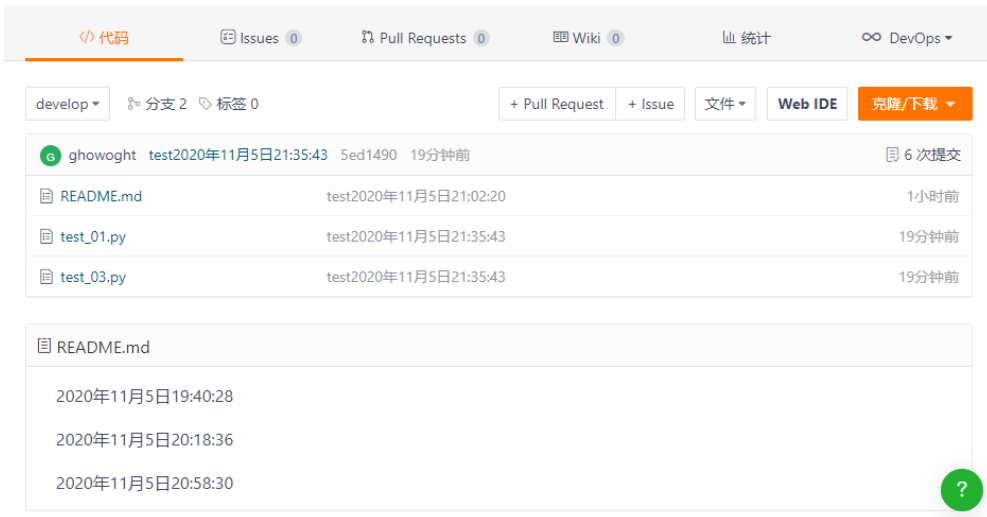 代码 Issues 0 Pull Requests 0 Wiki 0 统计 DevOps
develop 分支 2 标签 0 + Pull Request + Issue 文件 Web IDE 克隆/下载
G ghowoght test2020年11月5日21:35:43 5ed1490 19分钟前 6 次提交
README.md test2020年11月5日21:02:20 1小时前
test_01.py test2020年11月5日21:35:43 19分钟前
test_03.py test2020年11月5日21:35:43 19分钟前
README.md
2020年11月5日19:40:28
2020年11月5日20:18:36
2020年11月5日20:58:30
?